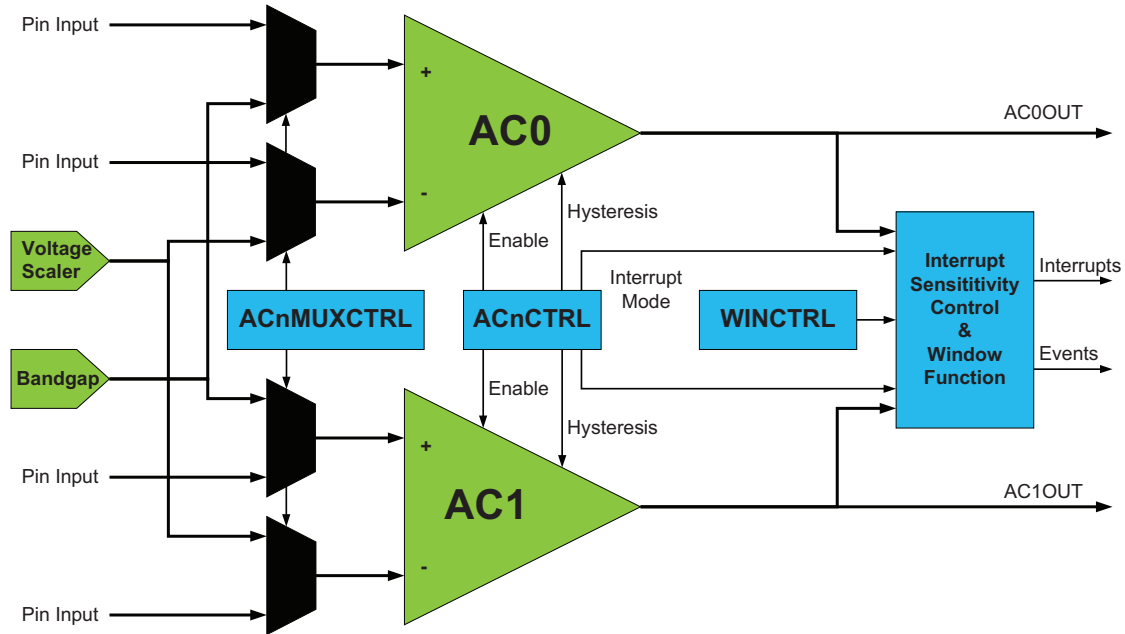 Pin Input
+
AC0
AC0OUT
Pin Input
-
Hysteresis
Enable
Voltage
Scaler
Interrupt
Sensititivity
Control
&
Window
Function
Interrupts
Interrupt
Mode
ACnMUXCTRL
ACnCTRL
WINCTRL
Events
Bandgap
Enable
Hysteresis
+
Pin Input
AC1
AC1OUT
-
Pin Input